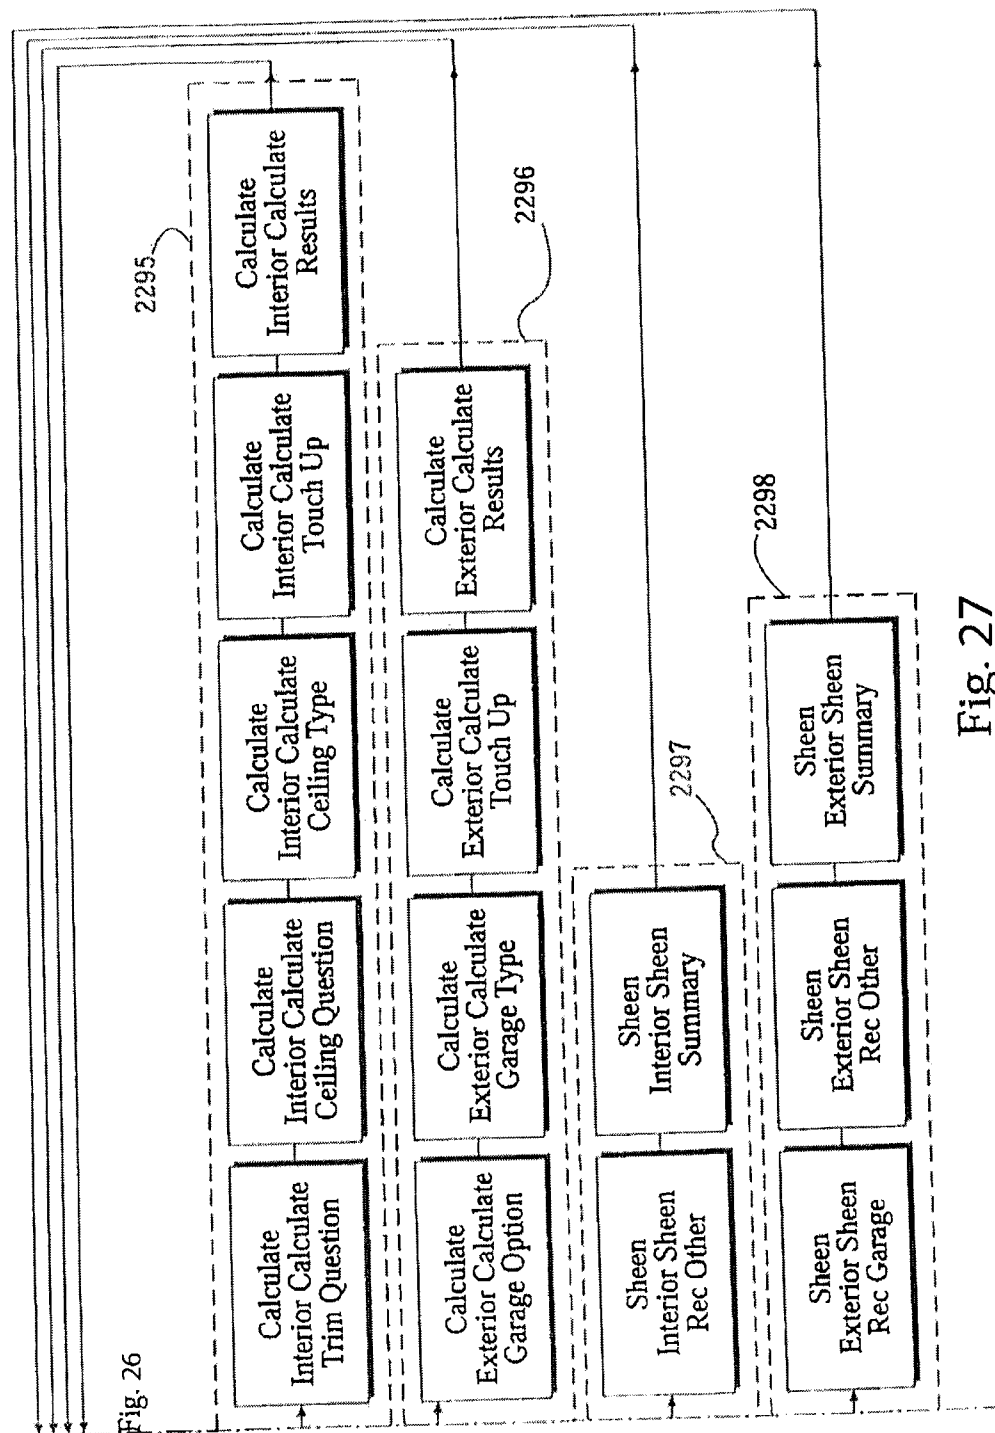 Fig. 26
2295
Calculate
Interior Calculate
Trim Question
Calculate
Interior Calculate
Ceiling Question
Calculate
Interior Calculate
Ceiling Type
Calculate
Interior Calculate
Touch Up
Calculate
Interior Calculate
Results
2296
Calculate
Exterior Calculate
Garage Option
Calculate
Exterior Calculate
Garage Type
Calculate
Exterior Calculate
Touch Up
Calculate
Exterior Calculate
Results
2297
Sheen
Interior Sheen
Rec Other
Sheen
Interior Sheen
Summary
2298
Sheen
Exterior Sheen
Rec Garage
Sheen
Exterior Sheen
Rec Other
Sheen
Exterior Sheen
Summary
Fig. 27